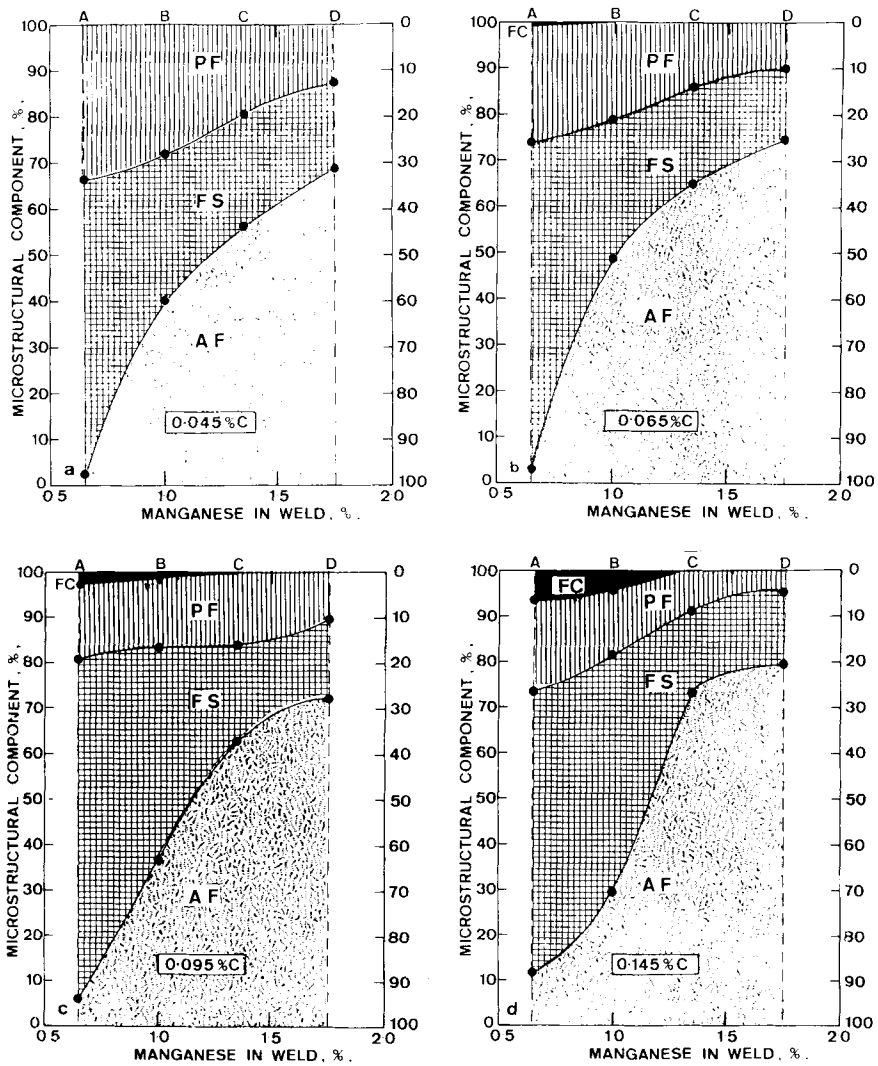 A B C D
MICROSTRUCTURAL COMPONENT, %.
100
90
80
70
60
50
40
30
20
10
0
PF
FS
AF
0·045%C
a
0
10
20
30
40
50
60
70
80
90
100
0·5 1·0 1·5 2·0
MANGANESE IN WELD, %.
A B C D
MICROSTRUCTURAL COMPONENT, %.
100
90
80
70
60
50
40
30
20
10
0
FC
PF
FS
AF
0·065%C
b
0
10
20
30
40
50
60
70
80
90
100
0·5 1·0 1·5 2·0
MANGANESE IN WELD, %.
A B C D
MICROSTRUCTURAL COMPONENT, %.
100
90
80
70
60
50
40
30
20
10
0
FC
PF
FS
AF
0·095%C
c
0
10
20
30
40
50
60
70
80
90
100
0·5 1·0 1·5 2·0
MANGANESE IN WELD, %.
A B C D
MICROSTRUCTURAL COMPONENT, %.
100
90
80
70
60
50
40
30
20
10
0
FC
PF
FS
AF
0·145%C
d
0
10
20
30
40
50
60
70
80
90
100
0·5 1·0 1·5 2·0
MANGANESE IN WELD, %.